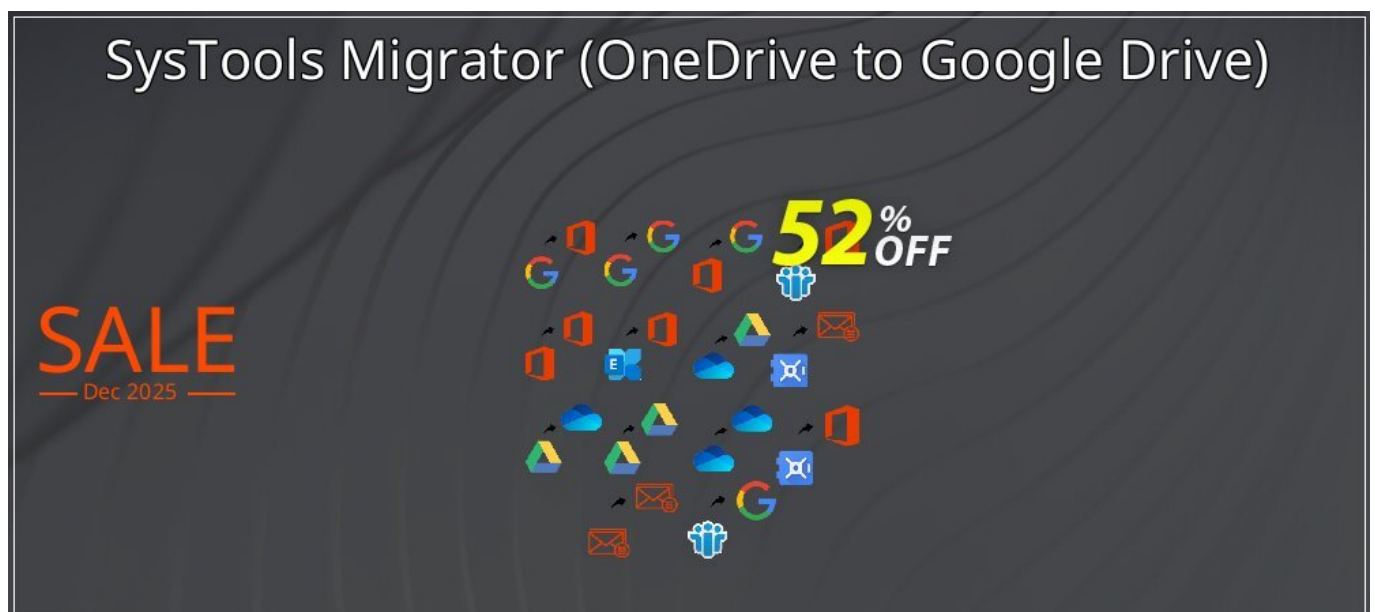 SysTools Migrator (OneDrive to Google Drive)
52% OFF
SALE
Dec 2025
E